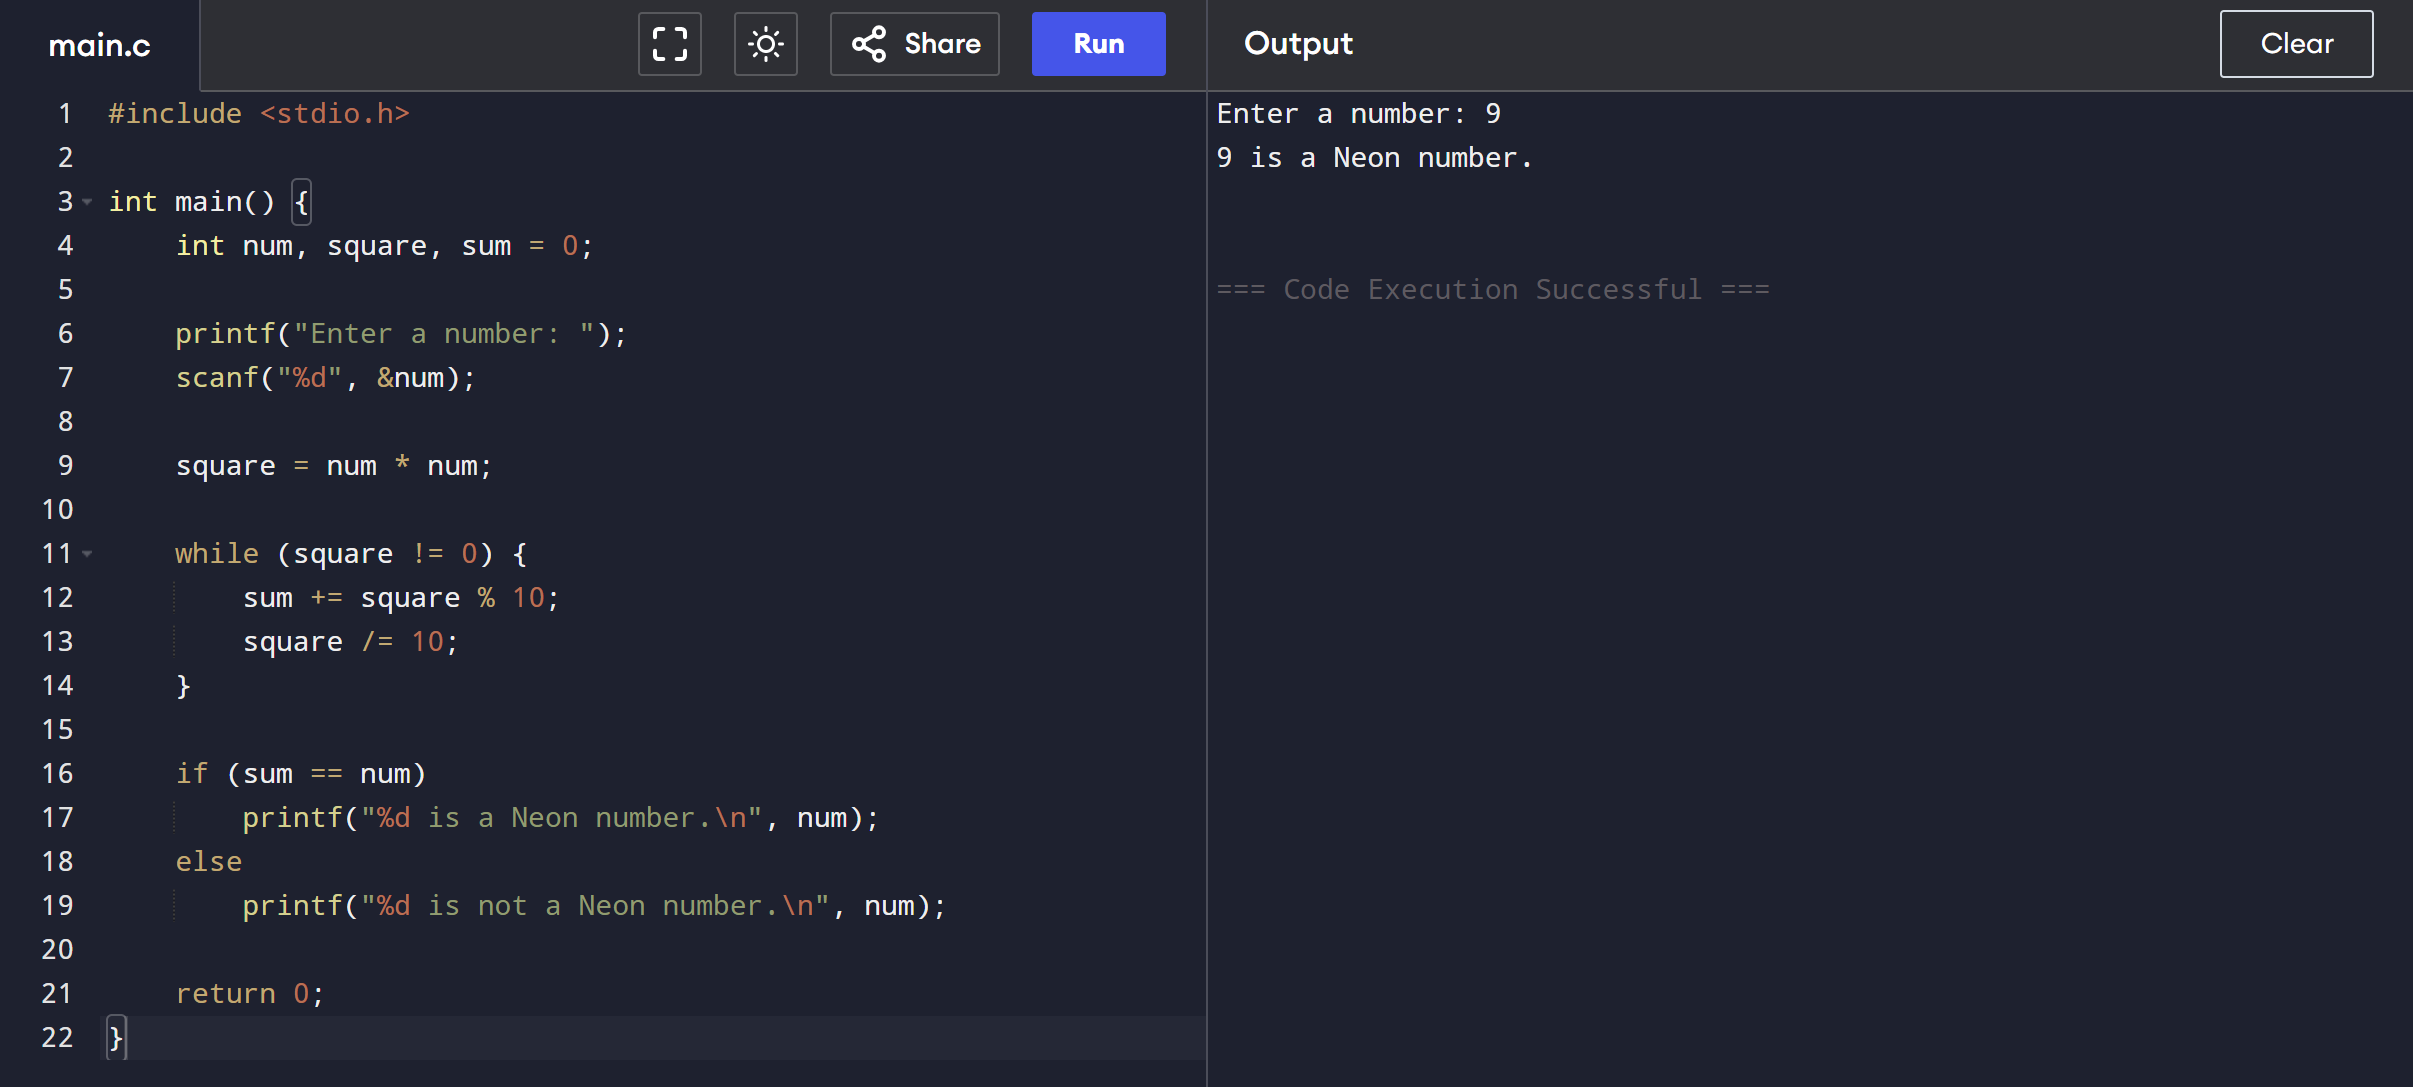 main.c
Share
Run
Output
Clear
1 #include <stdio.h>
2
3 int main() {
4     int num, square, sum = 0;
5
6     printf("Enter a number: ");
7     scanf("%d", &num);
8
9     square = num * num;
10
11     while (square != 0) {
12         sum += square % 10;
13         square /= 10;
14     }
15
16     if (sum == num)
17         printf("%d is a Neon number.\n", num);
18     else
19         printf("%d is not a Neon number.\n", num);
20
21     return 0;
22 }
Enter a number: 9
9 is a Neon number.
=== Code Execution Successful ===